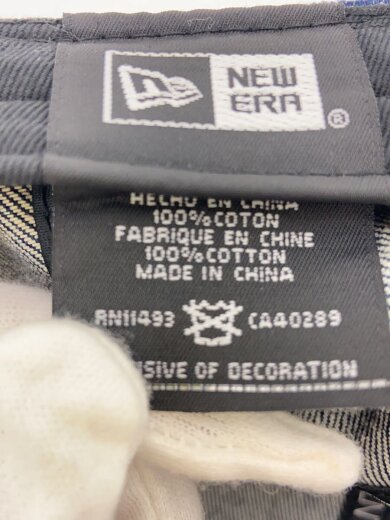 NEW
ERA
®
HECHO EN CHINA
100%COTON
FABRIQUE EN CHINE
100%COTTON
MADE IN CHINA
RN11493 CA40289
SIVE OF DECORATION